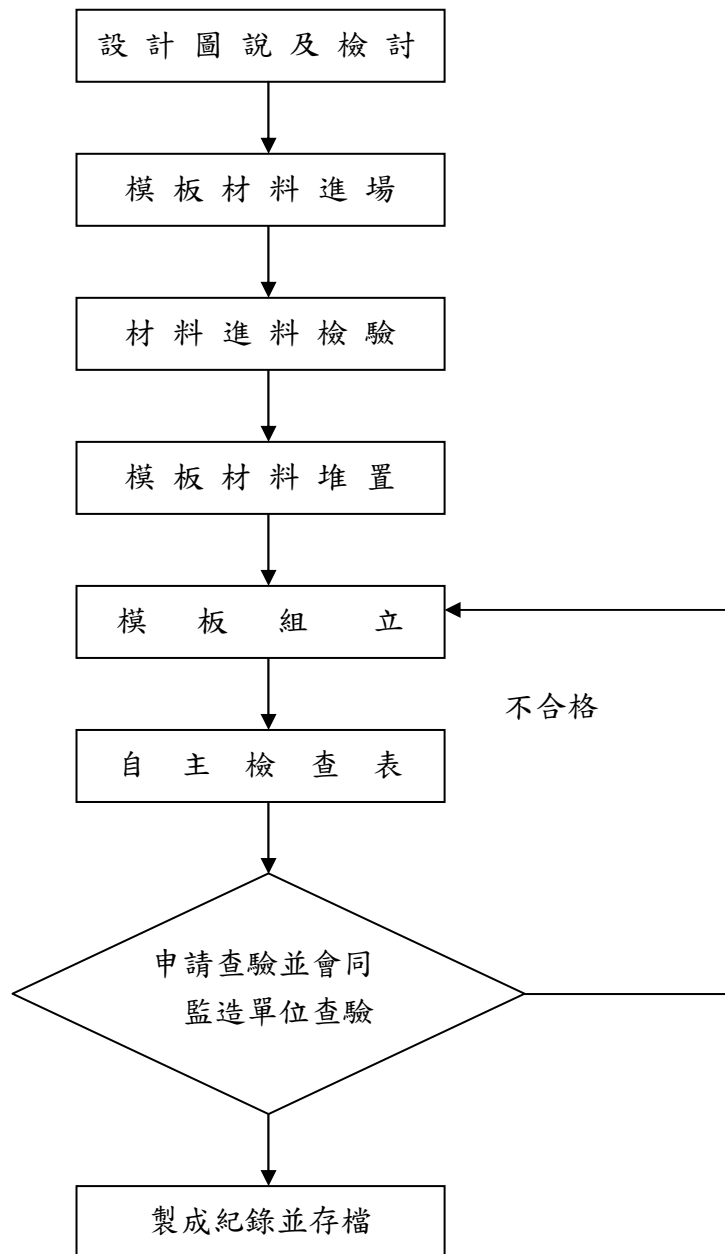 設計圖說及檢討
模板材料進場
材料進料檢驗
模板材料堆置
模板組立
不合格
自主檢查表
申請查驗並會同
監造單位查驗
製成紀錄並存檔